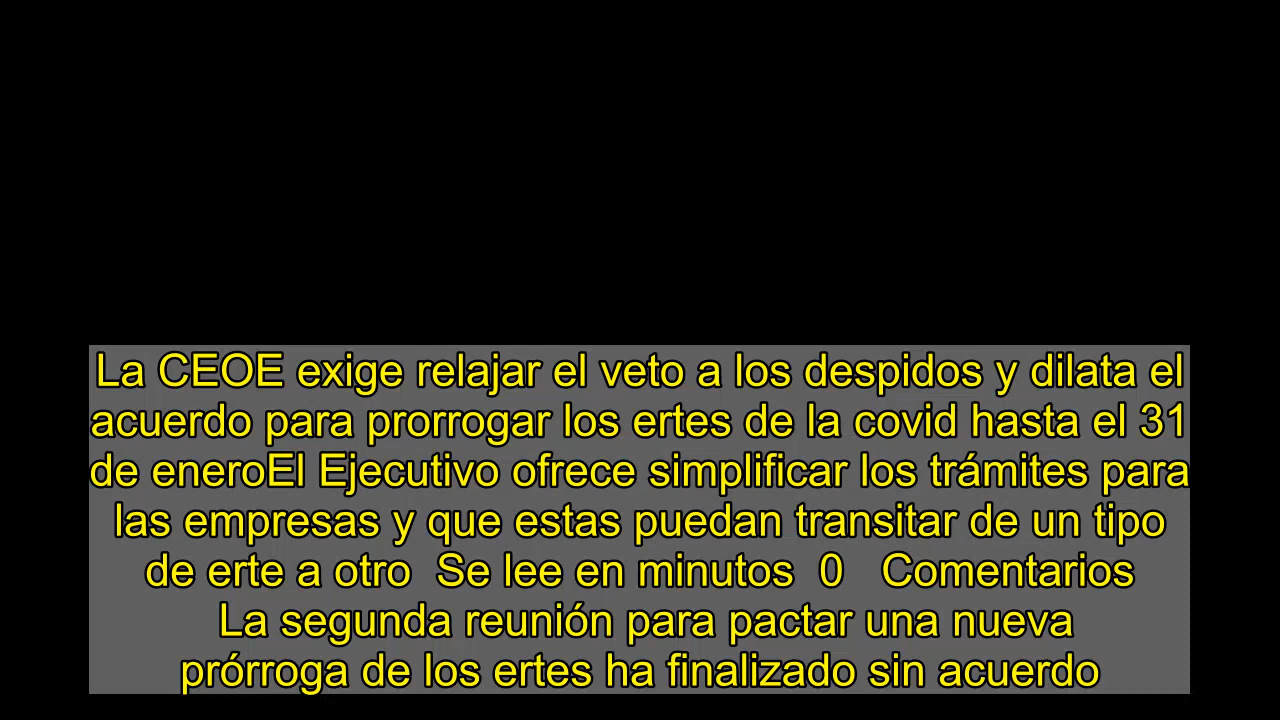 La CEOE exige relajar el veto a los despidos y dilata el
acuerdo para prorrogar los ertes de la covid hasta el 31
de eneroEl Ejecutivo ofrece simplificar los trámites para
las empresas y que estas puedan transitar de un tipo
de erte a otro  Se lee en minutos  0   Comentarios
La segunda reunión para pactar una nueva
prórroga de los ertes ha finalizado sin acuerdo